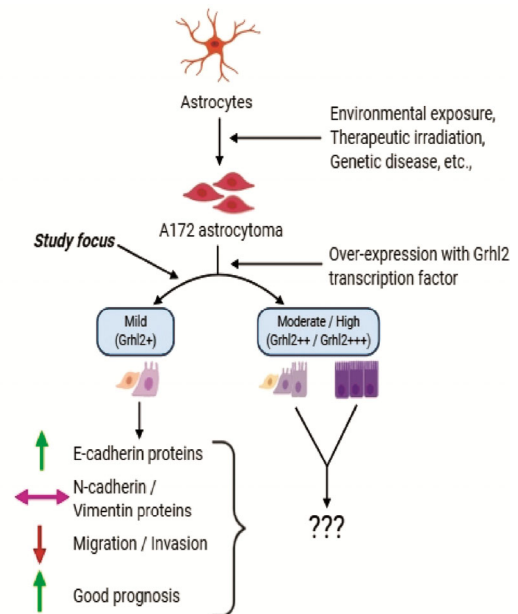 Astrocytes
Environmental exposure,
Therapeutic irradiation,
Genetic disease, etc.,
A172 astrocytoma
Study focus
Over-expression with Grhl2
transcription factor
Mild
(Grhl2+)
Moderate / High
(Grhl2++ / Grhl2+++)
E-cadherin proteins
N-cadherin /
Vimentin proteins
Migration / Invasion
Good prognosis
???